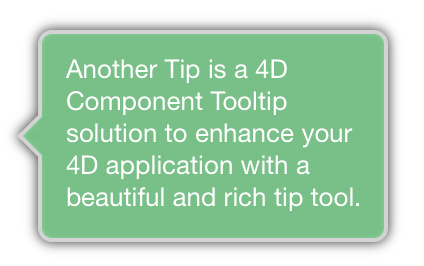 Another Tip is a 4D
Component Tooltip
solution to enhance your
4D application with a
beautiful and rich tip tool.